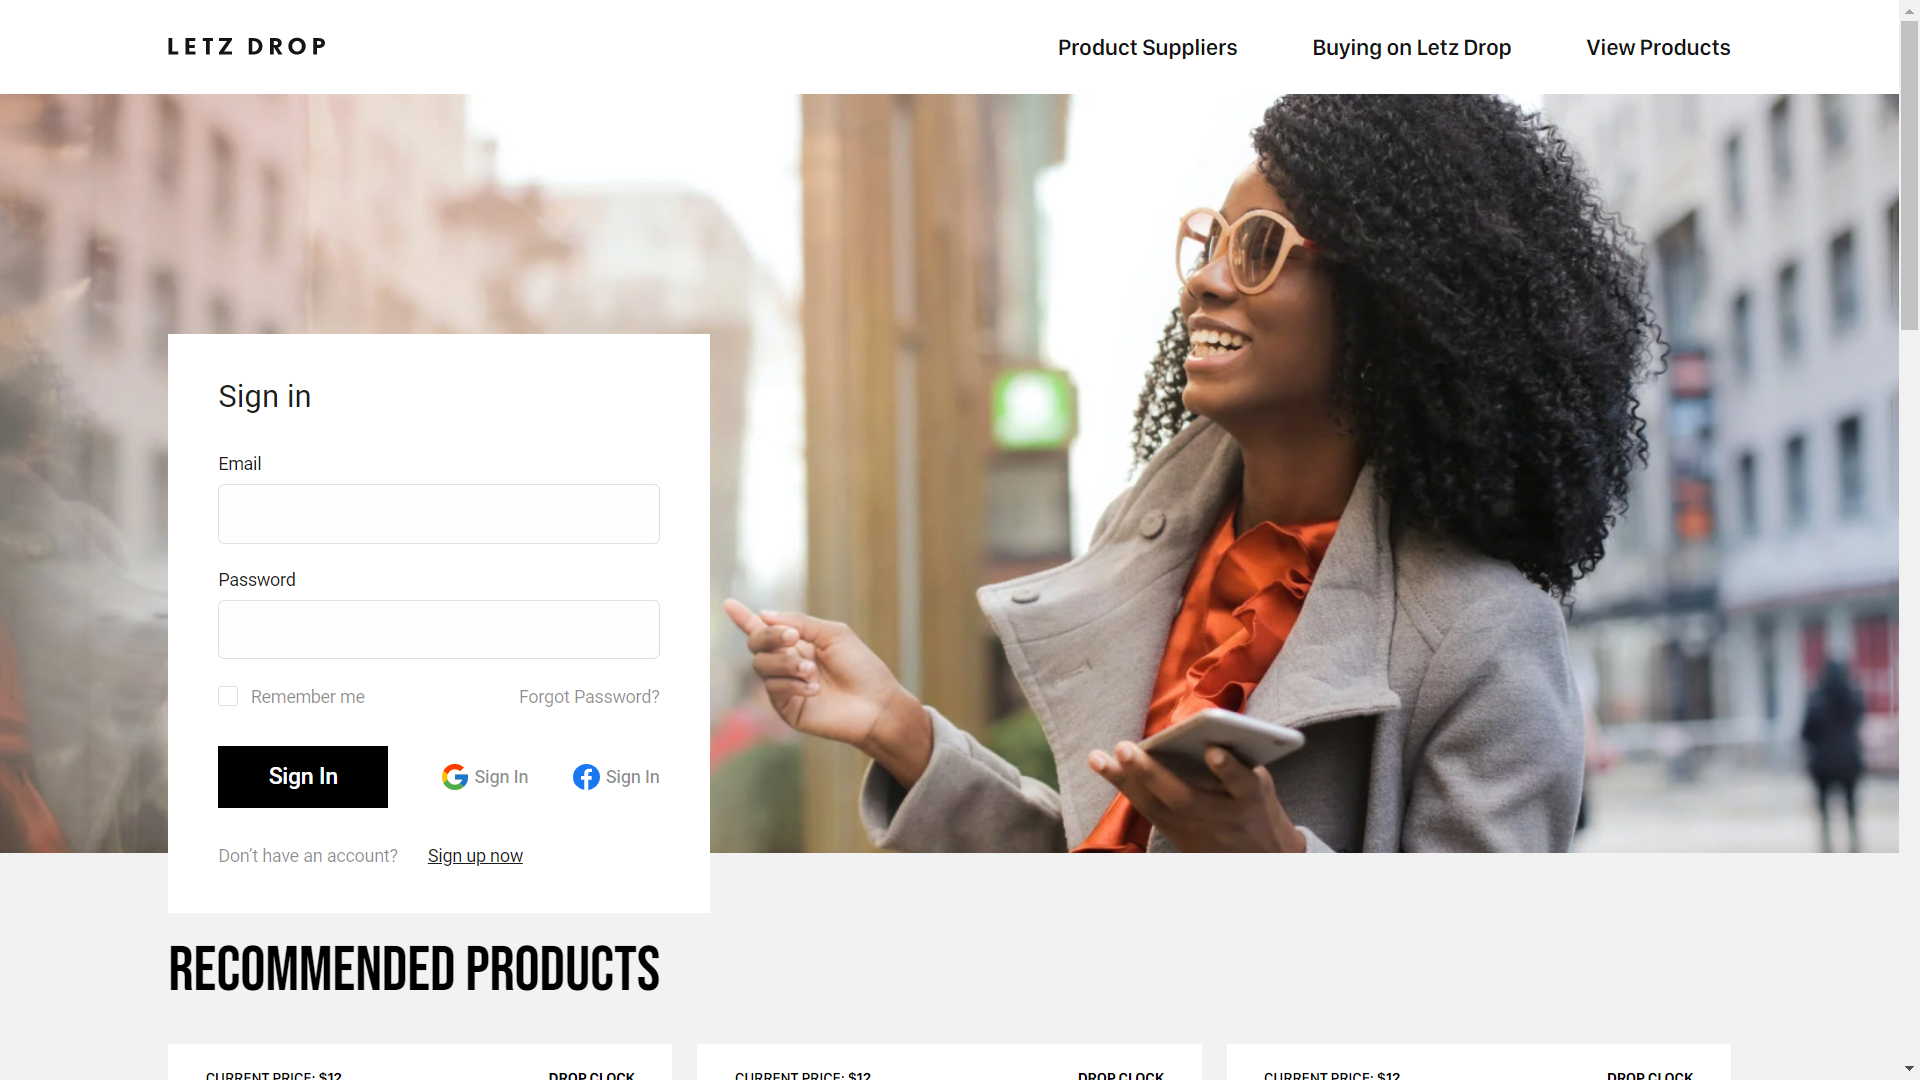 LETZ DROP
Product Suppliers
Buying on Letz Drop
View Products
Sign in
Email
Password
Remember me
Forgot Password?
Sign In
Sign In
Sign In
Don't have an account?
Sign up now
RECOMMENDED PRODUCTS
CURRENT PRICE: $12
DROP CLOCK
CURRENT PRICE: $12
DROP CLOCK
CURRENT PRICE: $12
DROP CLOCK